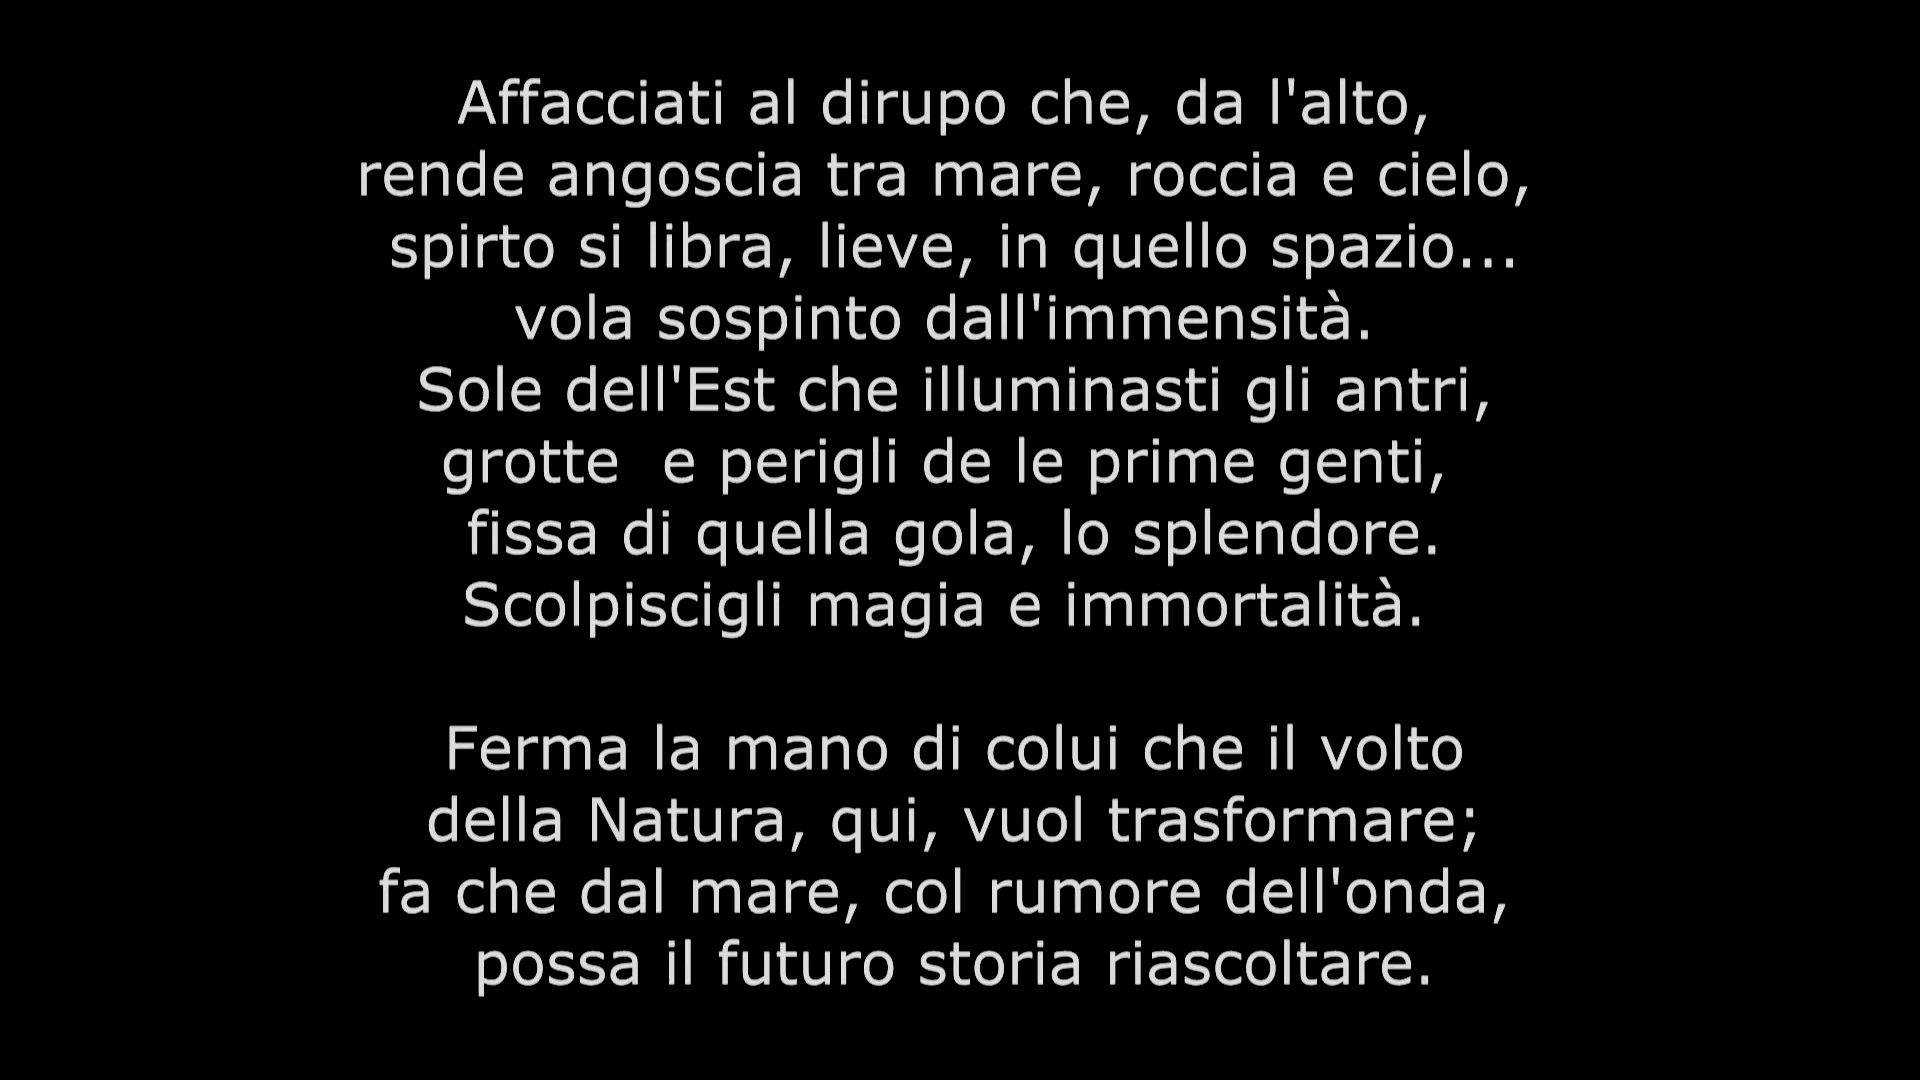 Affacciati al dirupo che, da l'alto,
rende angoscia tra mare, roccia e cielo,
spirto si libra, lieve, in quello spazio...
vola sospinto dall'immensità.
Sole dell'Est che illuminasti gli antri,
grotte  e perigli de le prime genti,
fissa di quella gola, lo splendore.
Scolpiscigli magia e immortalità.

Ferma la mano di colui che il volto
della Natura, qui, vuol trasformare;
fa che dal mare, col rumore dell'onda,
possa il futuro storia riascoltare.